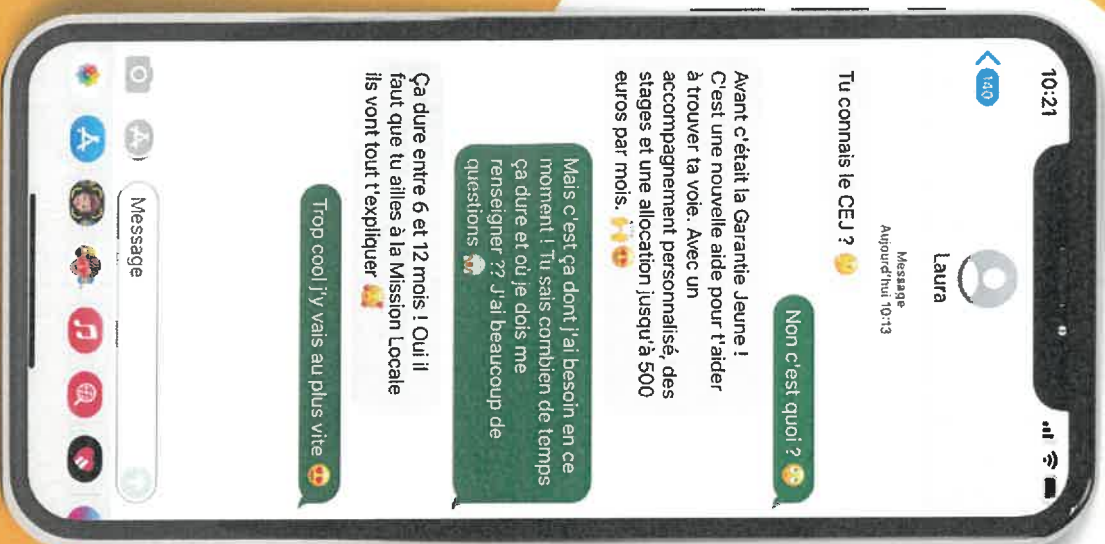 10:21
140
Laura
Message
Aujourd'hui 10:13
Tu connais le CEJ ?
Non c'est quoi ?
Avant c'était la Garantie Jeune !
C'est une nouvelle aide pour t'aider
à trouver ta voie. Avec un
accompagnement personnalisé, des
stages et une allocation jusqu'à 500
euros par mois.
Mais c'est ça dont j'ai besoin en ce
moment ! Tu sais combien de temps
ça dure et où je dois me
renseigner ?? J'ai beaucoup de
questions
Ça dure entre 6 et 12 mois ! Oui il
faut que tu ailles à la Mission Locale
ils vont tout t'expliquer
Trop cool j'y vais au plus vite
Message